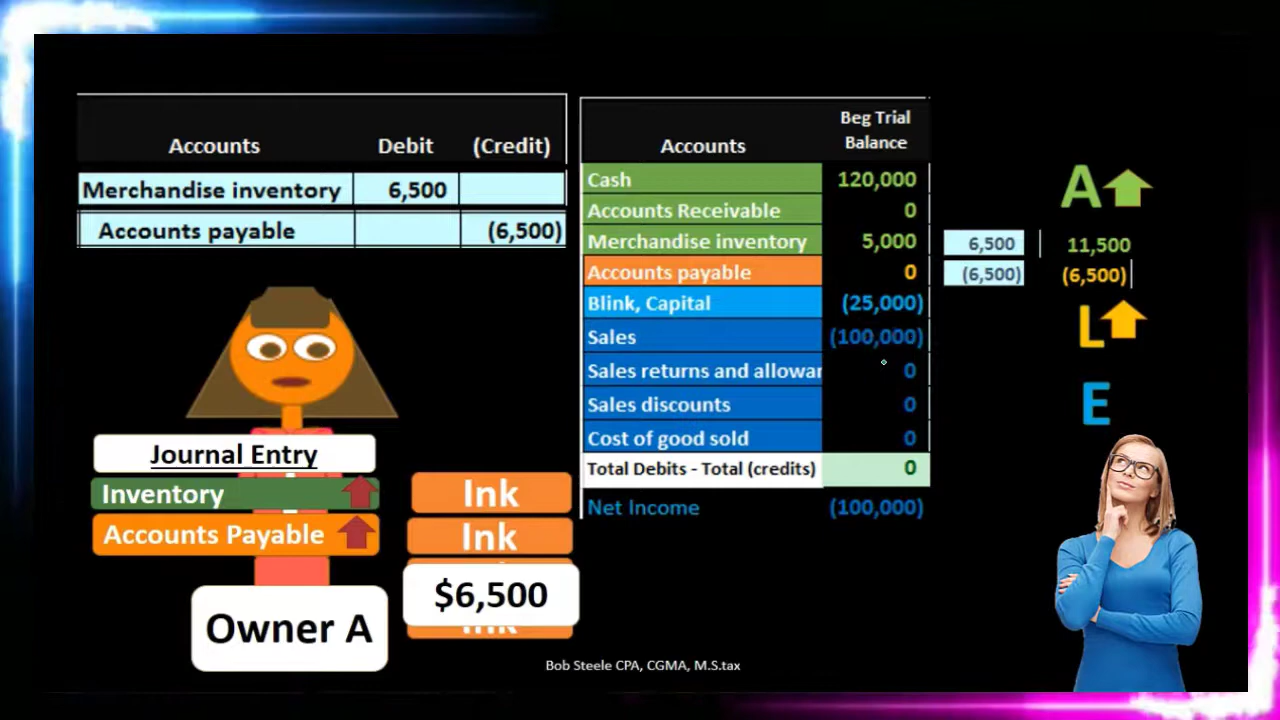 Accounts Debit (Credit)
Merchandise inventory 6,500
Accounts payable (6,500)
Accounts Beg Trial Balance
Cash 120,000
Accounts Receivable 0
Merchandise inventory 5,000 6,500 11,500
Accounts payable 0 (6,500) (6,500)
Blink, Capital (25,000)
Sales (100,000)
Sales returns and allowar 0
Sales discounts 0
Cost of good sold 0
Total Debits - Total (credits) 0
Net Income (100,000)
A
L
E
Journal Entry
Inventory
Accounts Payable
Owner A
Ink
Ink
$6,500
Ink
Bob Steele CPA, CGMA, M.S.tax